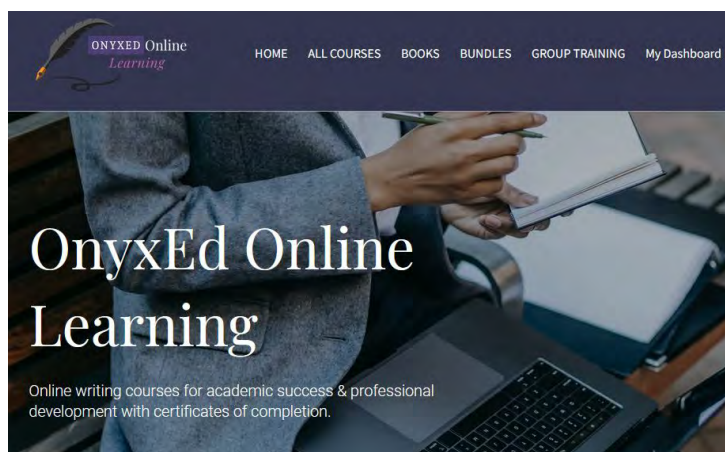 ONYXED Online
Learning
HOME ALL COURSES BOOKS BUNDLES GROUP TRAINING My Dashboard
OnyxEd Online
Learning
Online writing courses for academic success & professional
development with certificates of completion.